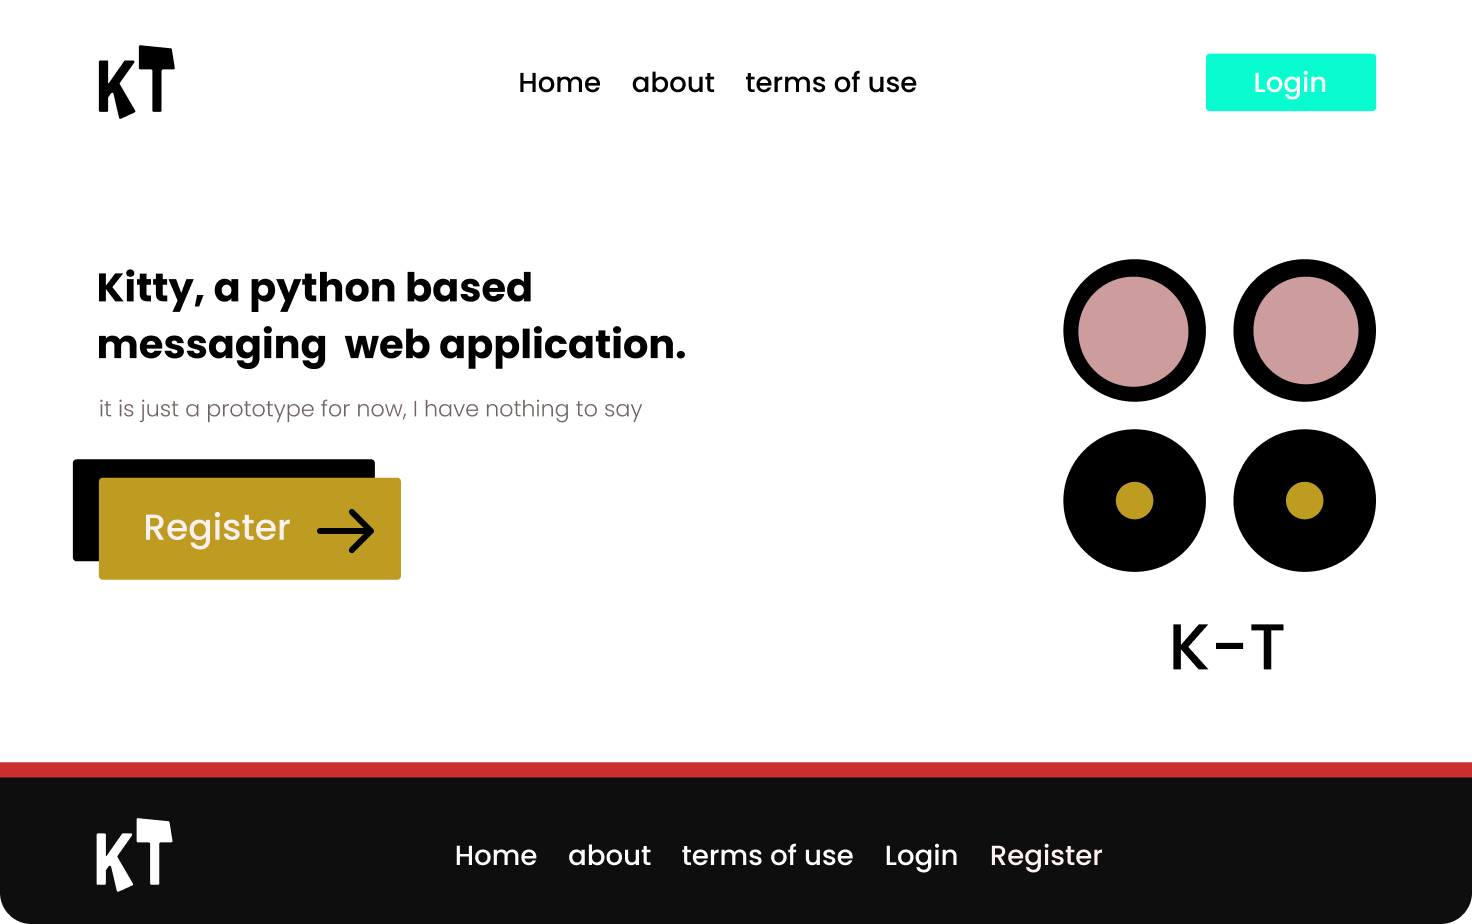 KT
Home about terms of use
Login
Kitty, a python based
messaging web application.
it is just a prototype for now, I have nothing to say
Register
K-T
KT
Home about terms of use Login Register